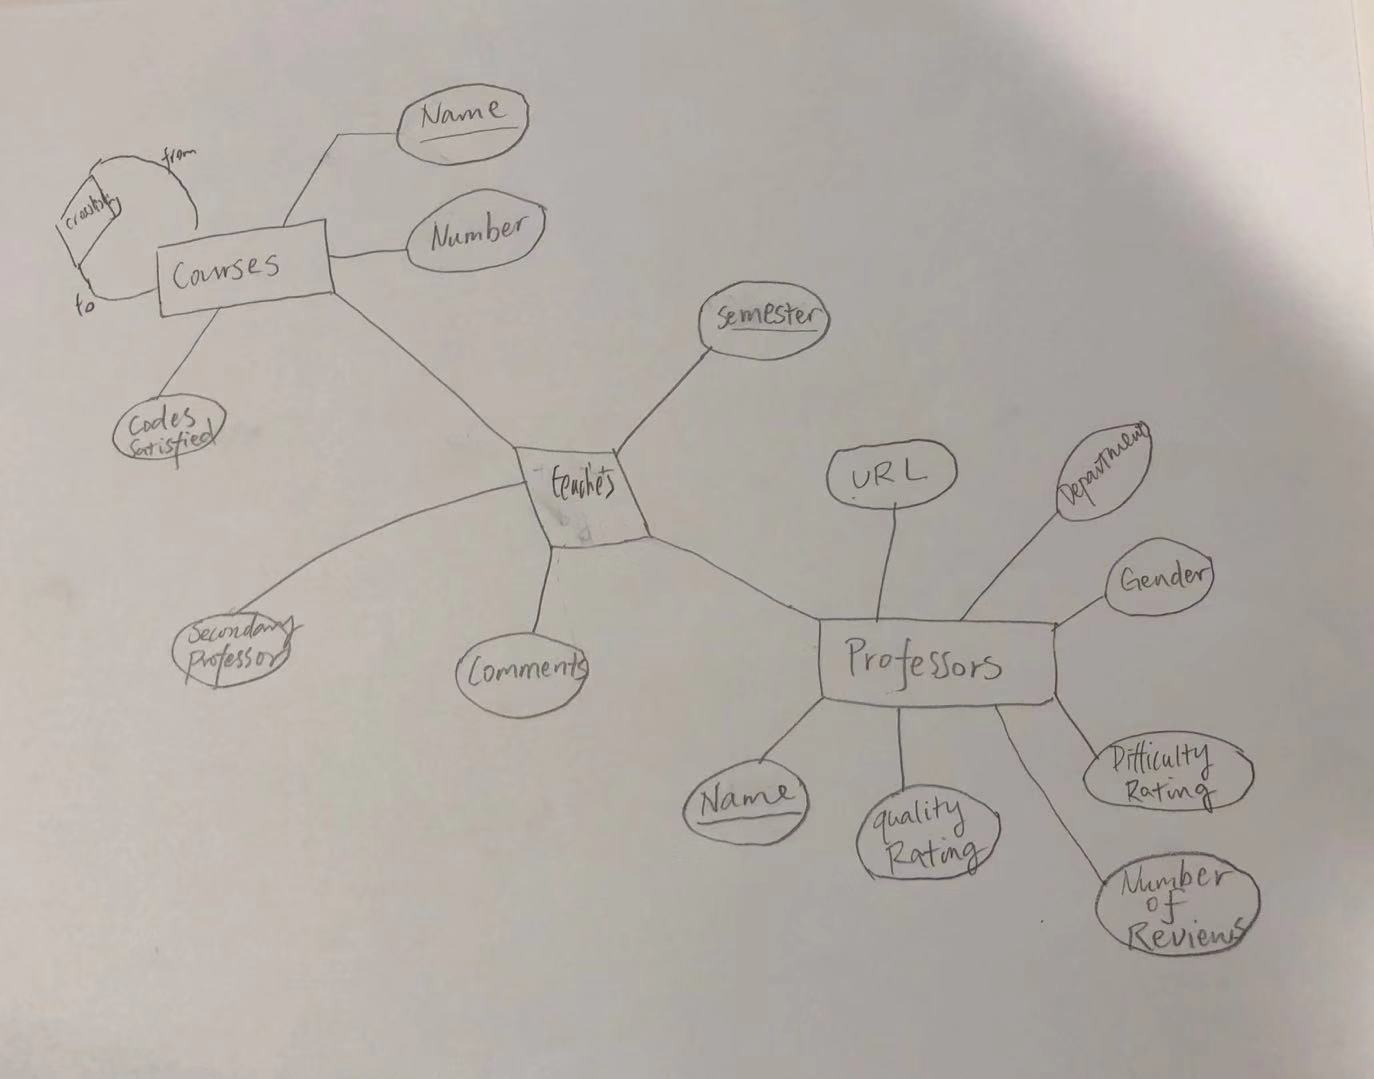 Name
from
crosslist
Number
Courses
to
Semester
Codes
Satisfied
teaches
URL
Department
Gender
Secondary
Professor
Comments
Professors
Difficulty
Rating
Name
quality
Rating
Number
of
Reviews